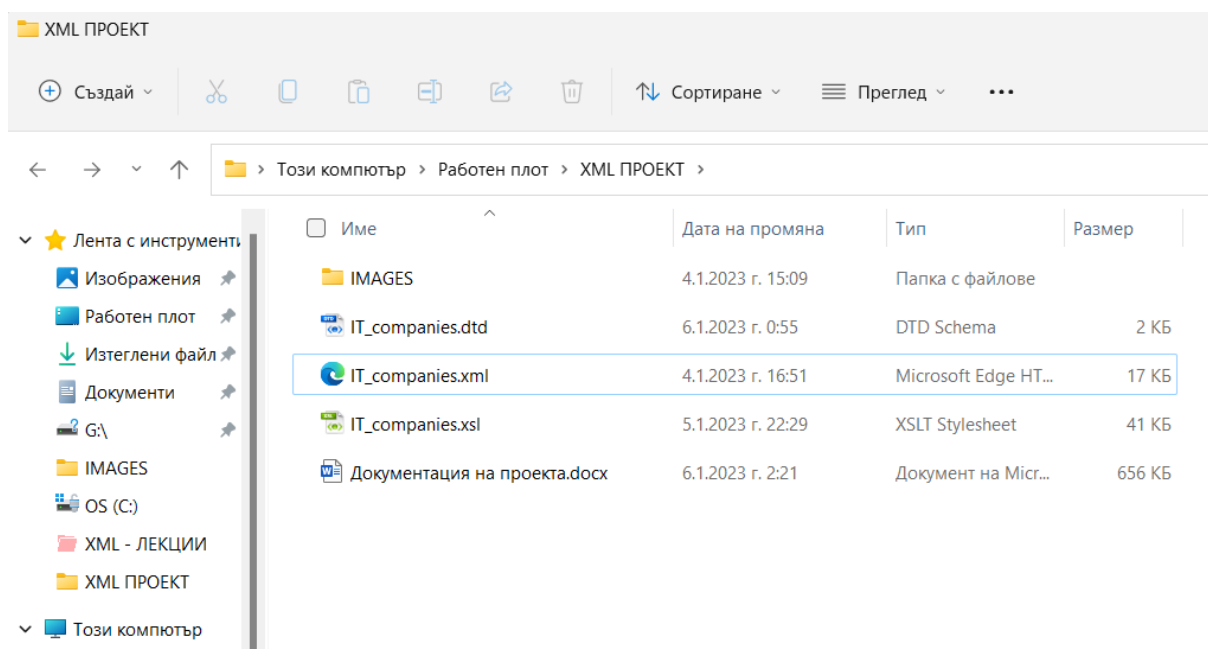 XML ПРОЕКТ
Създай Сортиране Преглед
Този компютър > Работен плот > XML ПРОЕКТ >
Лента с инструменти
Изображения
Работен плот
Изтеглени файл
Документи
G:\
IMAGES
OS (C:)
XML - ЛЕКЦИИ
XML ПРОЕКТ
Този компютър
Име Дата на промяна Тип Размер
IMAGES 4.1.2023 г. 15:09 Папка с файлове
IT_companies.dtd 6.1.2023 г. 0:55 DTD Schema 2 КБ
IT_companies.xml 4.1.2023 г. 16:51 Microsoft Edge HT... 17 КБ
IT_companies.xsl 5.1.2023 г. 22:29 XSLT Stylesheet 41 КБ
Документация на проекта.docx 6.1.2023 г. 2:21 Документ на Micr... 656 КБ